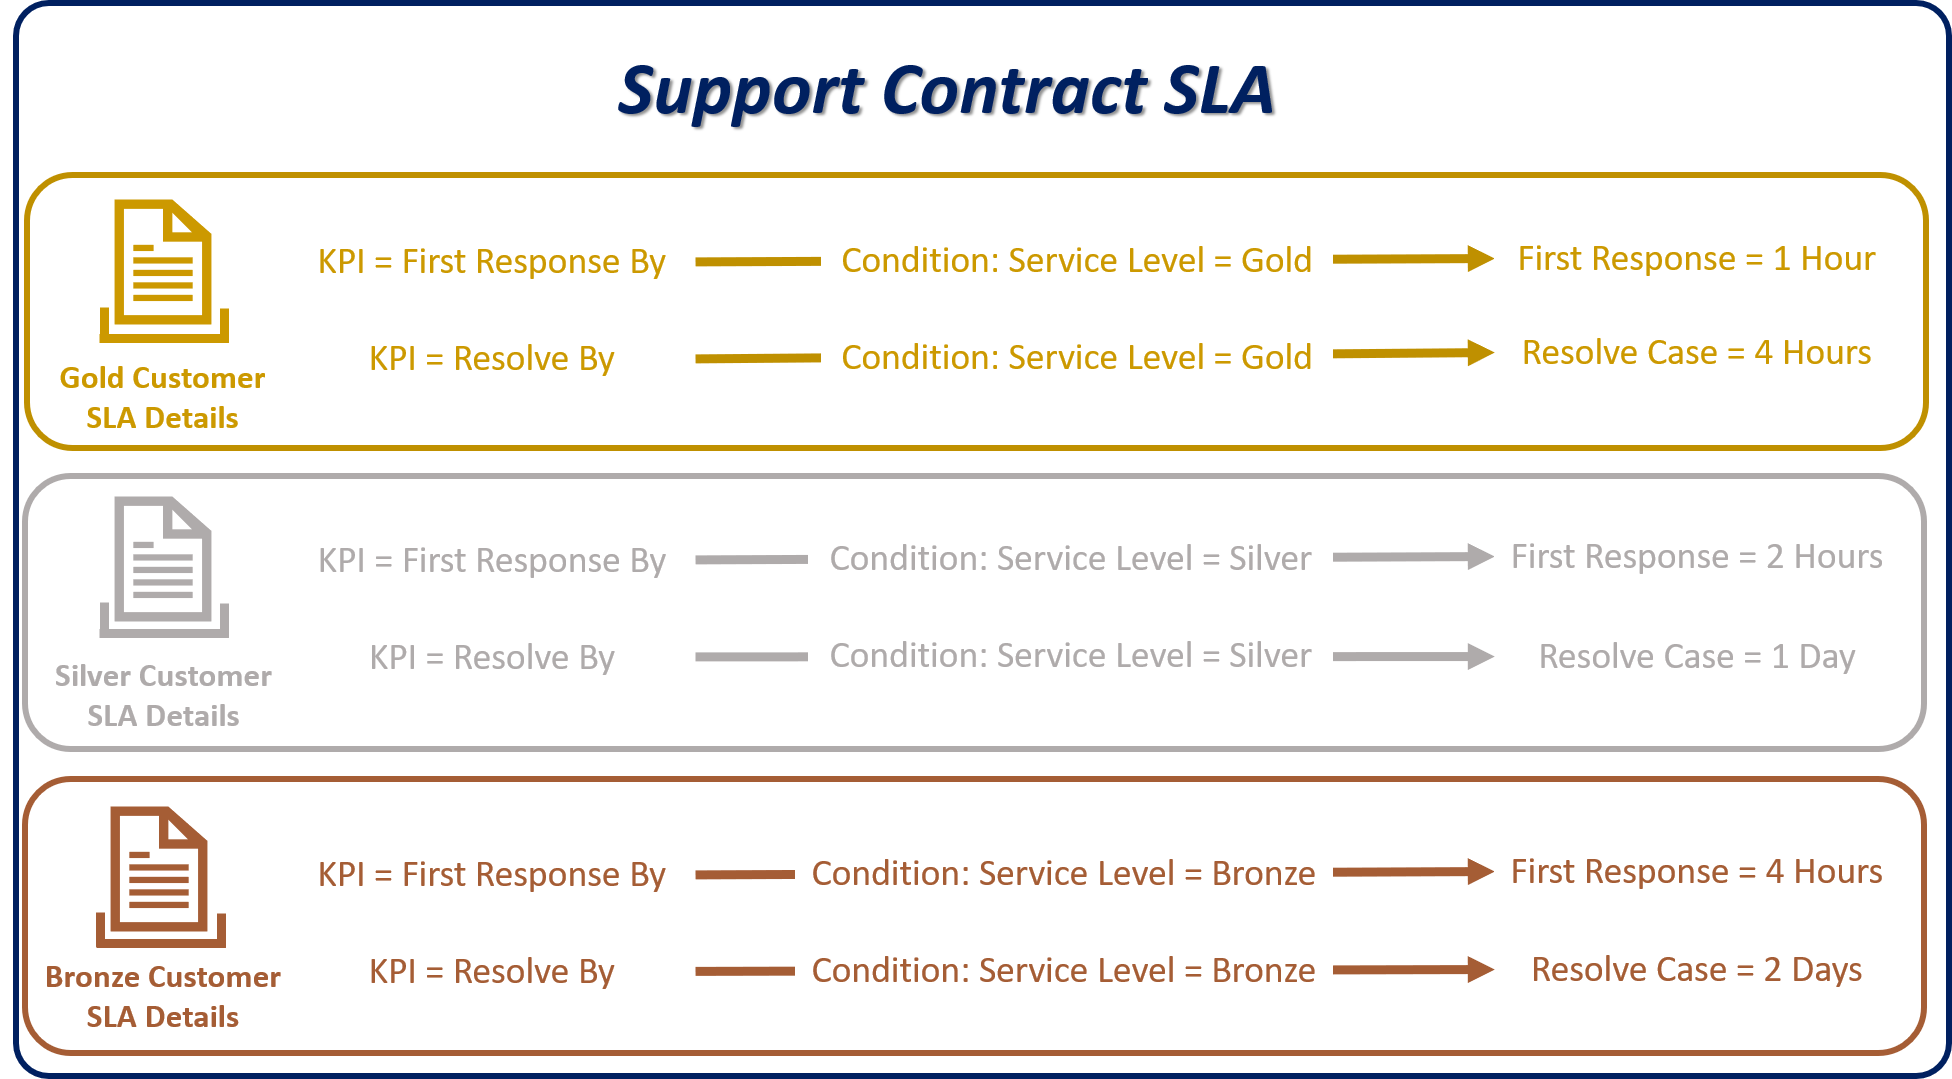 Support Contract SLA
KPI = First Response By
Condition: Service Level = Gold
First Response = 1 Hour
KPI = Resolve By
Condition: Service Level = Gold
Resolve Case = 4 Hours
Gold Customer
SLA Details
KPI = First Response By
Condition: Service Level = Silver
First Response = 2 Hours
KPI = Resolve By
Condition: Service Level = Silver
Resolve Case = 1 Day
Silver Customer
SLA Details
KPI = First Response By
Condition: Service Level = Bronze
First Response = 4 Hours
KPI = Resolve By
Condition: Service Level = Bronze
Resolve Case = 2 Days
Bronze Customer
SLA Details